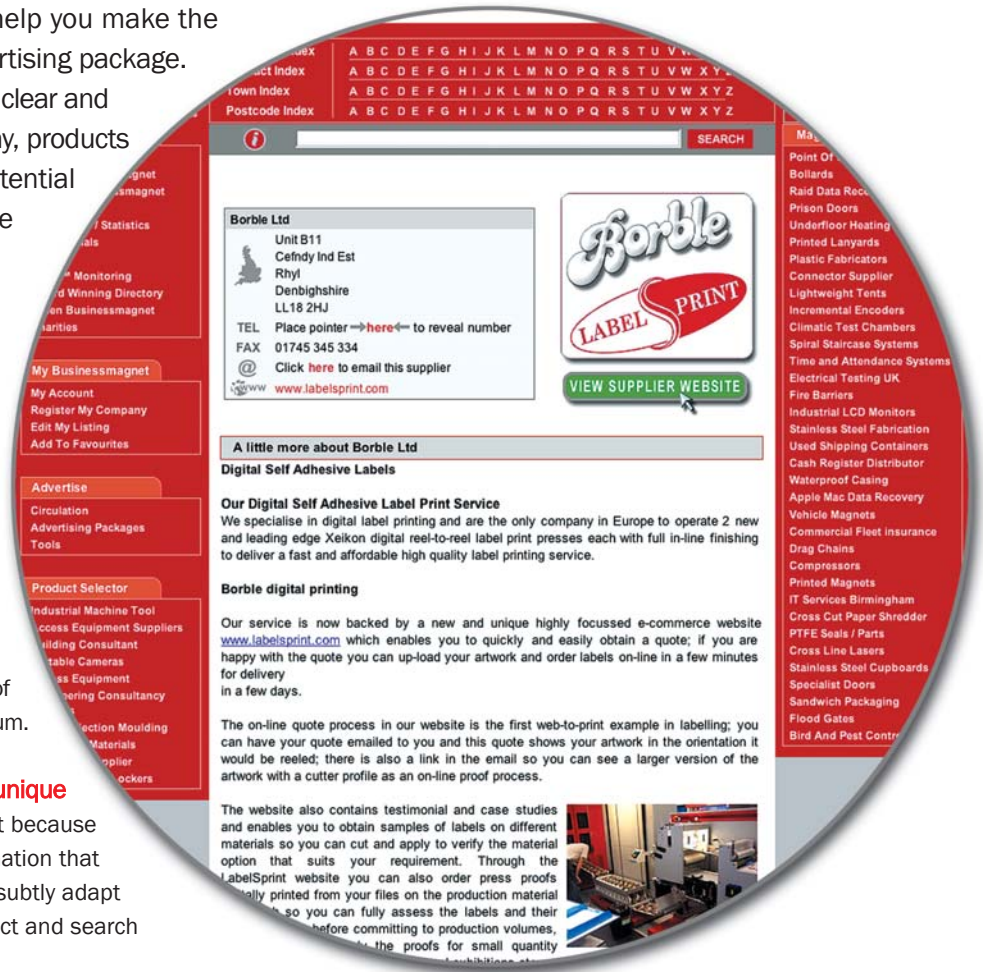 help you make the
rtising package.
clear and
y, products
tential
e
of
um.
unique
t because
ation that
subtly adapt
ct and search
A B C D E F G H I J K L M N O P Q R S T U V
Index
A B C D E F G H I J K L M N O P Q R S T U V W X Y Z
Town Index
A B C D E F G H I J K L M N O P Q R S T U V W X Y Z
Postcode Index
A B C D E F G H I J K L M N O P Q R S T U V W X Y Z
i
SEARCH
/ Statistics
Monitoring
Winning Directory
Businessmagnet
My Businessmagnet
My Account
Register My Company
Edit My Listing
Add To Favourites
Advertise
Circulation
Advertising Packages
Tools
Product Selector
Industrial Machine Tool
Access Equipment Suppliers
Building Consultant
Cameras
Equipment
Consultancy
Moulding
Materials
Borble Ltd
Unit B11
Cefndy Ind Est
Rhyl
Denbighshire
LL18 2HJ
TEL Place pointer here to reveal number
FAX 01745 345 334
@ Click here to email this supplier
www www.labelsprint.com
Borble
LABEL SPRINT
VIEW SUPPLIER WEBSITE
A little more about Borble Ltd
Digital Self Adhesive Labels
Our Digital Self Adhesive Label Print Service
We specialise in digital label printing and are the only company in Europe to operate 2 new
and leading edge Xeikon digital reel-to-reel label print presses each with full in-line finishing
to deliver a fast and affordable high quality label printing service.
Borble digital printing
Our service is now backed by a new and unique highly focussed e-commerce website
www.labelsprint.com which enables you to quickly and easily obtain a quote; if you are
happy with the quote you can up-load your artwork and order labels on-line in a few minutes
for delivery
in a few days.
The on-line quote process in our website is the first web-to-print example in labelling; you
can have your quote emailed to you and this quote shows your artwork in the orientation it
would be reeled; there is also a link in the email so you can see a larger version of the
artwork with a cutter profile as an on-line proof process.
The website also contains testimonial and case studies
and enables you to obtain samples of labels on different
materials so you can cut and apply to verify the material
option that suits your requirement. Through the
LabelSprint website you can also order press proofs
printed from your files on the production material
so you can fully assess the labels and their
before committing to production volumes,
the proofs for small quantity
Point Of
Bollards
Raid Data
Prison Doors
Underfloor Heating
Printed Lanyards
Plastic Fabricators
Connector Supplier
Lightweight Tents
Incremental Encoders
Climatic Test Chambers
Spiral Staircase Systems
Time and Attendance Systems
Electrical Testing UK
Fire Barriers
Industrial LCD Monitors
Stainless Steel Fabrication
Used Shipping Containers
Cash Register Distributor
Waterproof Casing
Apple Mac Data Recovery
Vehicle Magnets
Commercial Fleet insurance
Drag Chains
Compressors
Printed Magnets
IT Services Birmingham
Cross Cut Paper Shredder
PTFE Seals / Parts
Cross Line Lasers
Stainless Steel Cupboards
Specialist Doors
Sandwich Packaging
Flood Gates
Bird And Pest